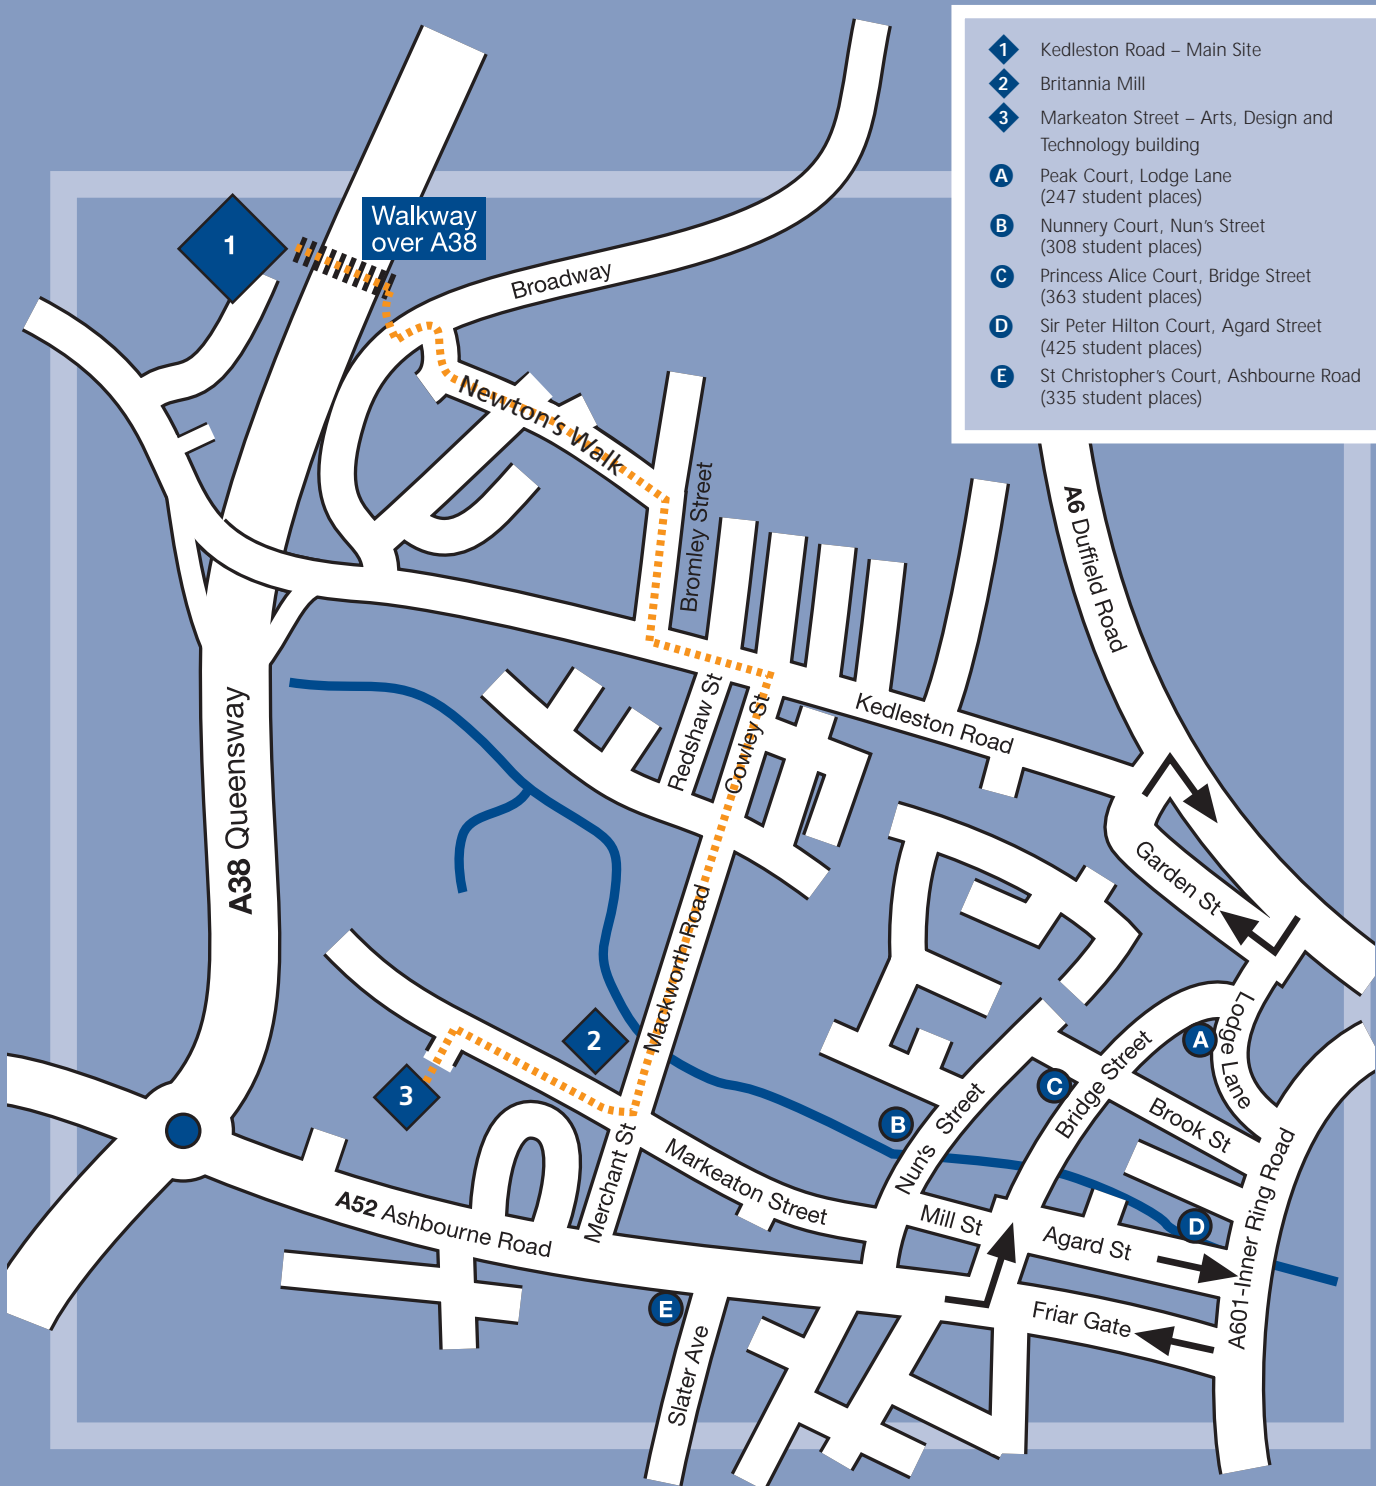 1 Kedleston Road – Main Site
2 Britannia Mill
3 Markeaton Street – Arts, Design and
Technology building
A Peak Court, Lodge Lane
(247 student places)
B Nunnery Court, Nun's Street
(308 student places)
C Princess Alice Court, Bridge Street
(363 student places)
D Sir Peter Hilton Court, Agard Street
(425 student places)
E St Christopher's Court, Ashbourne Road
(335 student places)
1
Walkway
over A38
Broadway
Newton's Walk
Bromley Street
A6 Duffield Road
Redshaw St
Cowley St
Kedleston Road
A38 Queensway
Garden St
Mackworth Road
Lodge Lane
2
3
A
C
B
Bridge Street
Brook St
Nun's Street
Merchant St
Markeaton Street
A52 Ashbourne Road
Mill St
Agard St
D
A601-Inner Ring Road
E
Friar Gate
Slater Ave